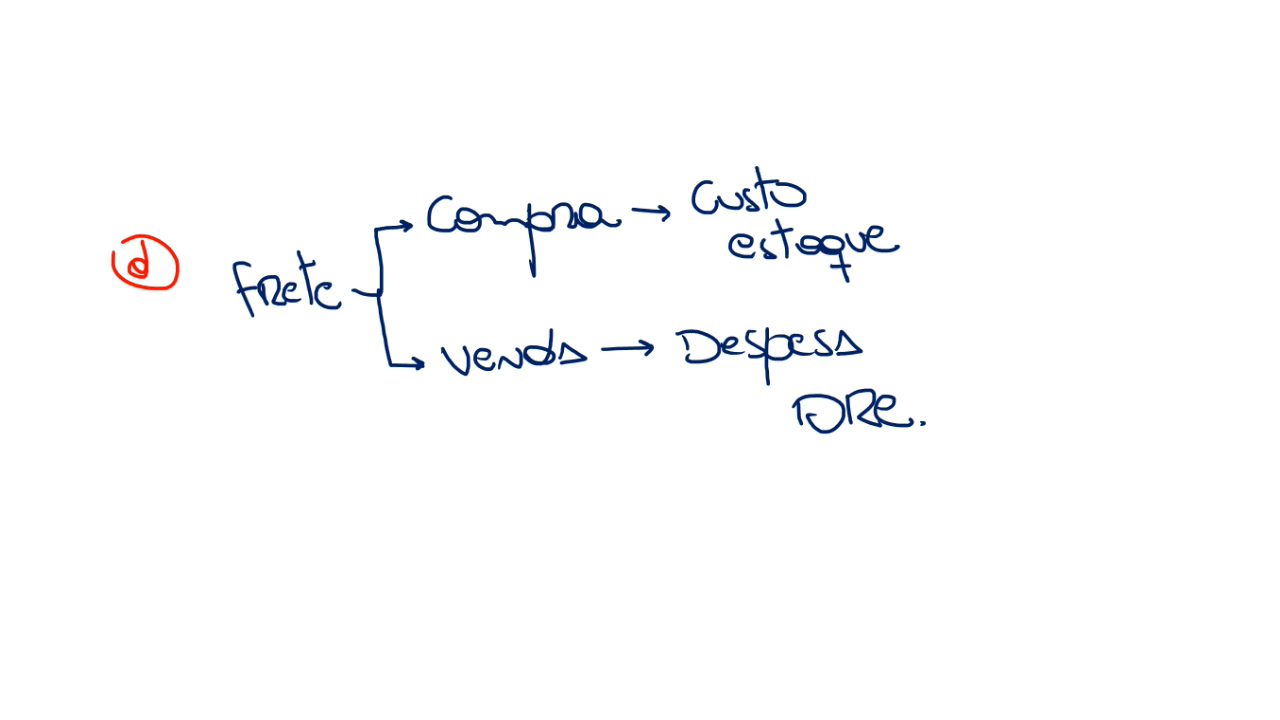 d
Frete
Compra → Custo
estoque
Venda → Despesa
DRE.